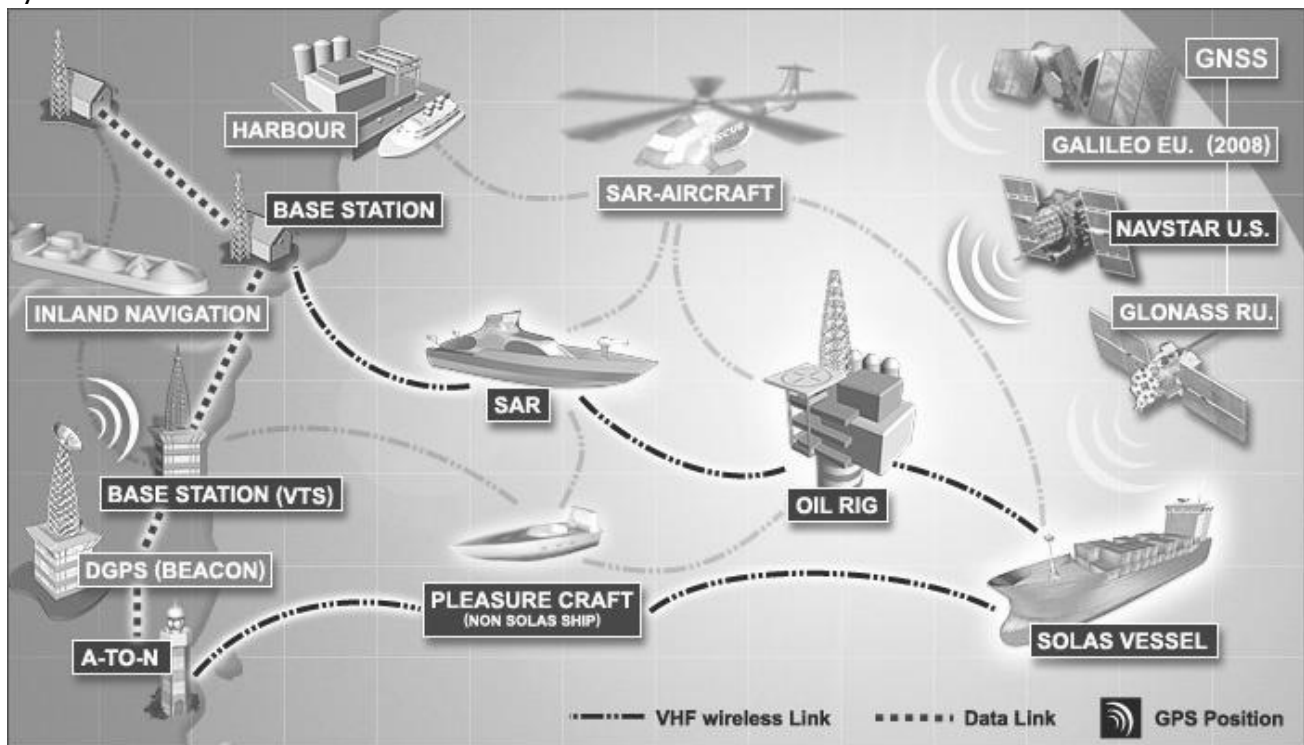 GNSS
HARBOUR
GALILEO EU. (2008)
SAR-AIRCRAFT
BASE STATION
NAVSTAR U.S.
INLAND NAVIGATION
GLONASS RU.
SAR
BASE STATION (VTS)
OIL RIG
DGPS (BEACON)
PLEASURE CRAFT
(NON SOLAS SHIP)
A-TO-N
SOLAS VESSEL
VHF wireless Link
Data Link
GPS Position